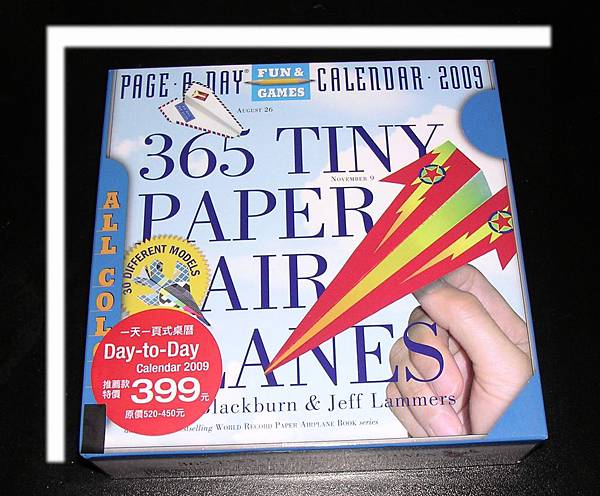 PAGE·A·DAY® FUN & GAMES CALENDAR·2009
AUGUST 26
365 TINY
NOVEMBER 9
PAPER
AIR
LANES
ALL COL
30 DIFFERENT MODELS
Blackburn & Jeff Lammers
selling WORLD RECORD PAPER AIRPLANE BOOK series
一天一頁式桌曆
Day-to-Day
Calendar 2009
推薦款
特價 399元
原價520-450元